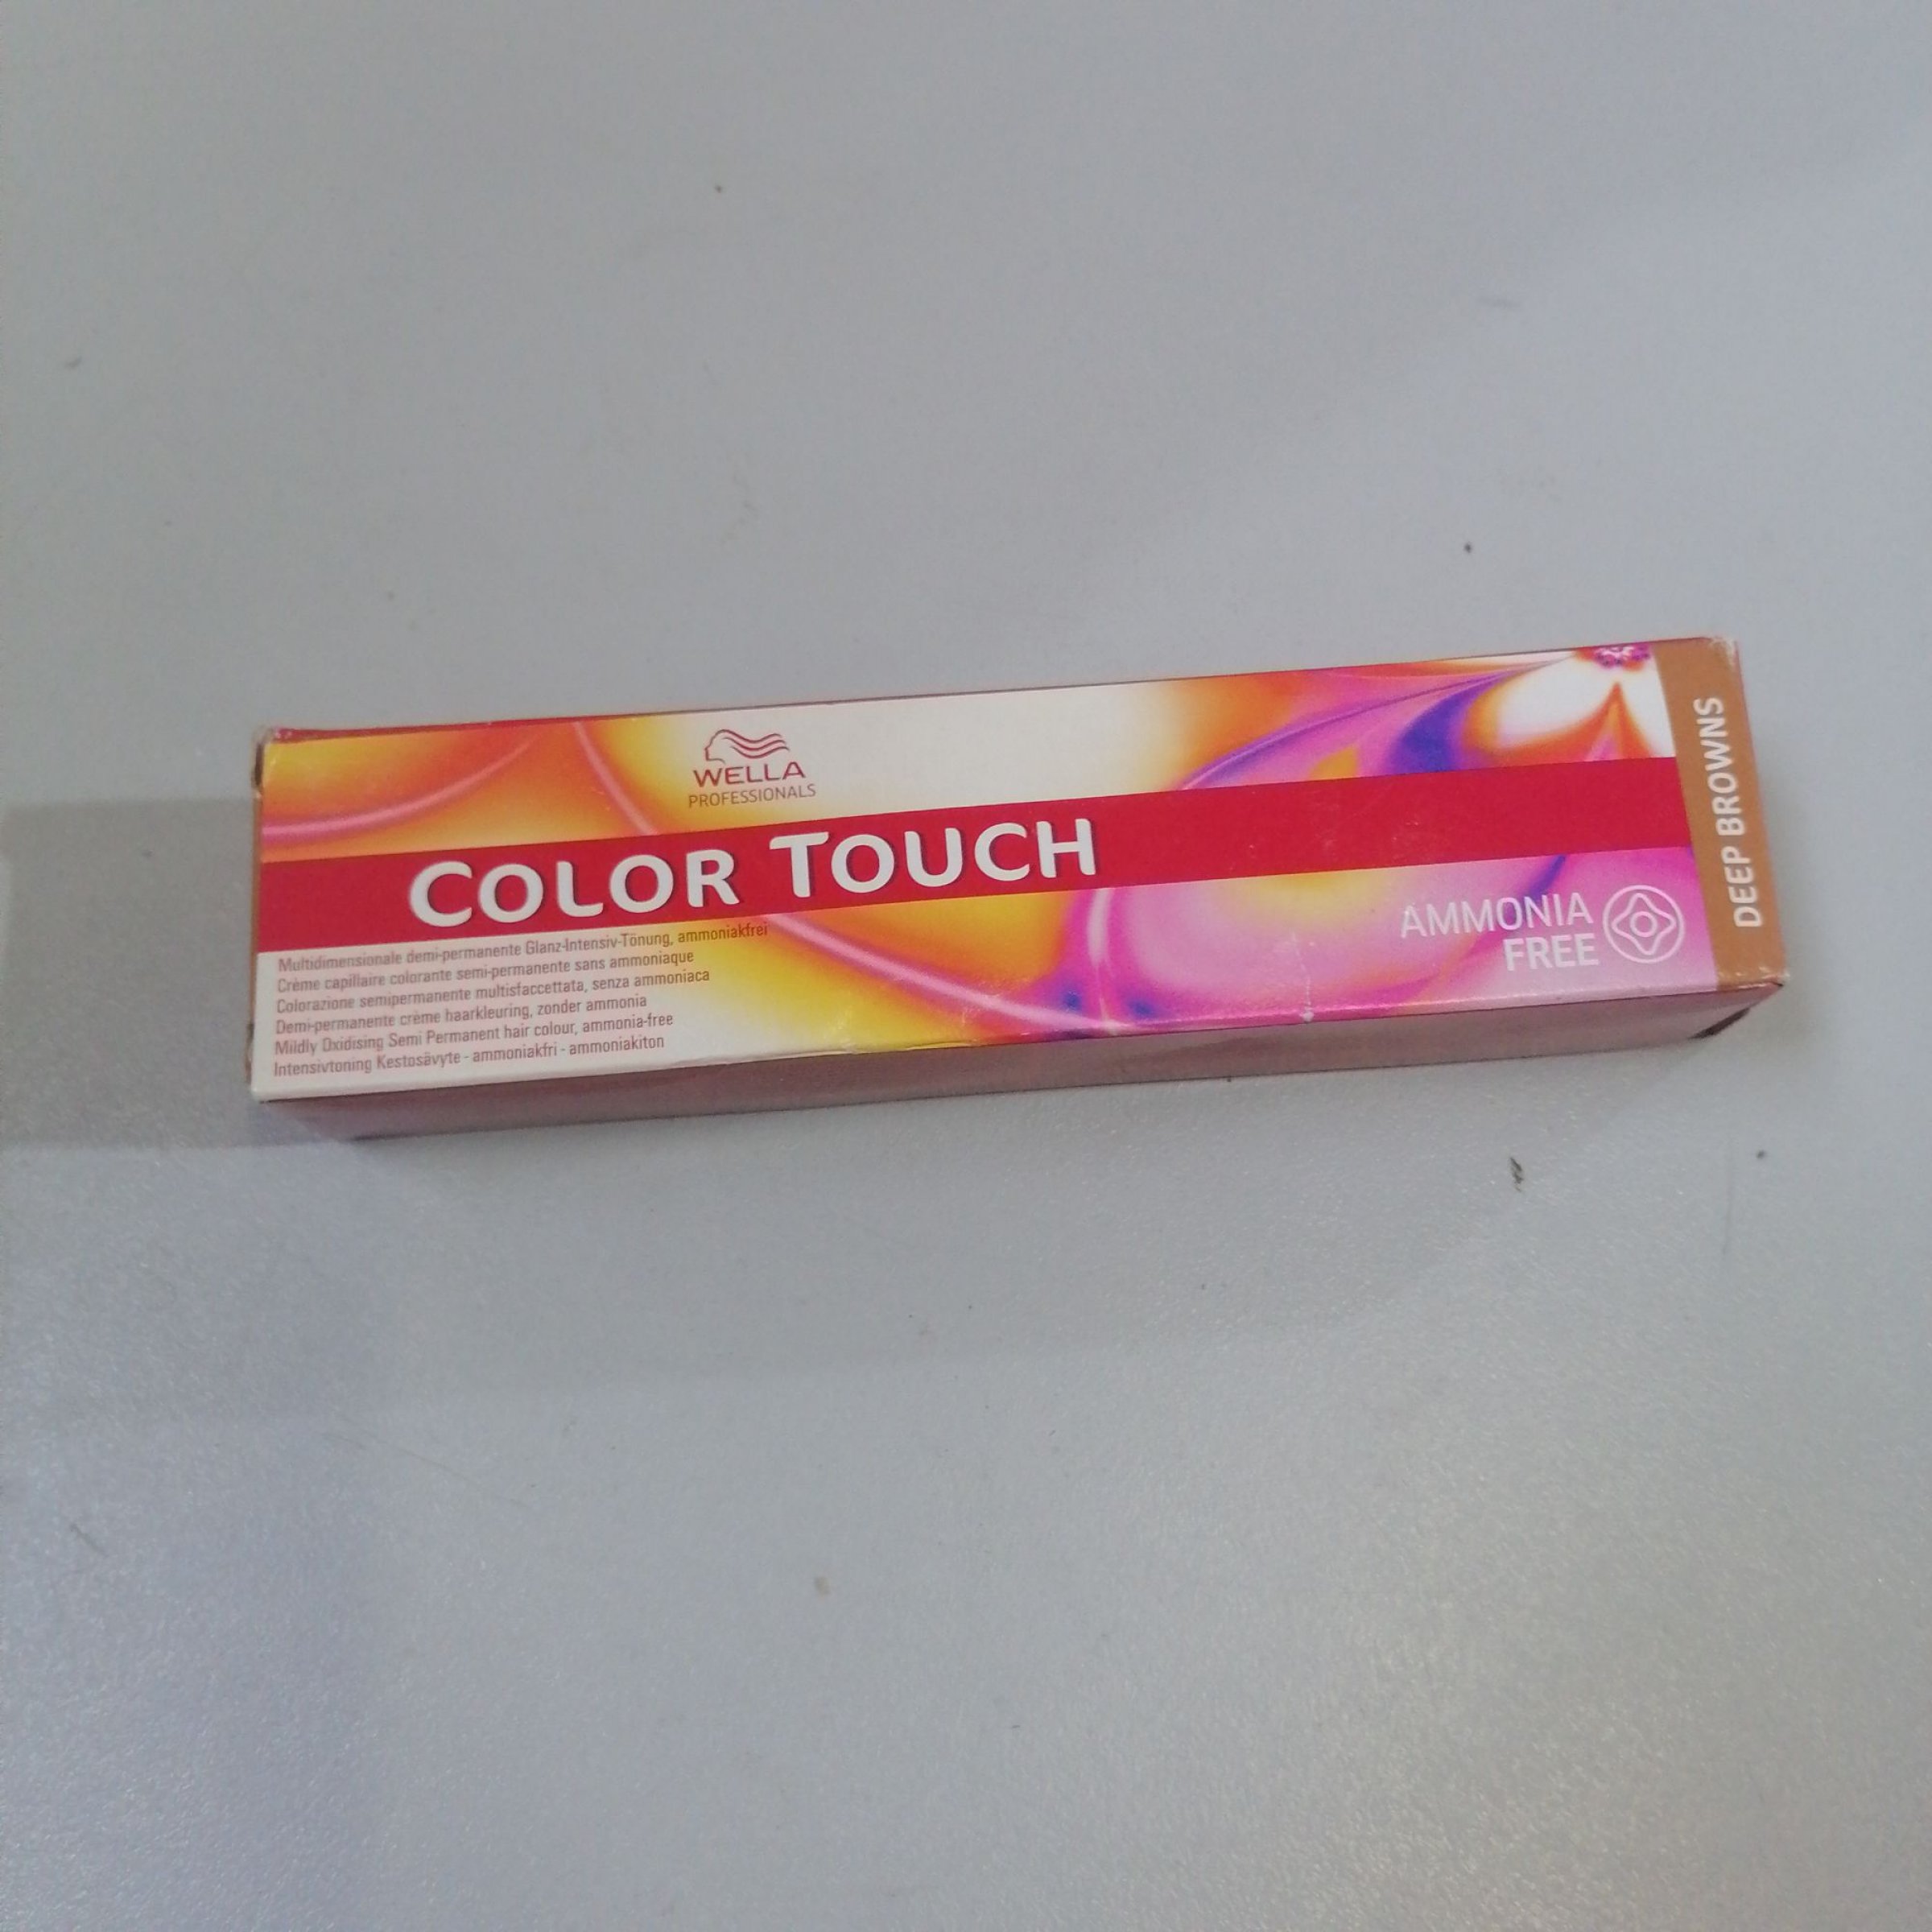 WELLA
PROFESSIONALS
COLOR TOUCH
Multidimensionale demi-permanente Glanz-Intensiv-Tönung, ammoniakfrei
Crème capillaire colorante semi-permanente sans ammoniaque
Colorazione semipermanente multisfaccettata, senza ammoniaca
Demi-permanente crème haarkleuring, zonder ammonia
Mildly Oxidising Semi Permanent hair colour, ammonia-free
Intensivtoning Kestosävyte - ammoniakfri - ammoniakiton
AMMONIA
FREE
DEEP BROWNS